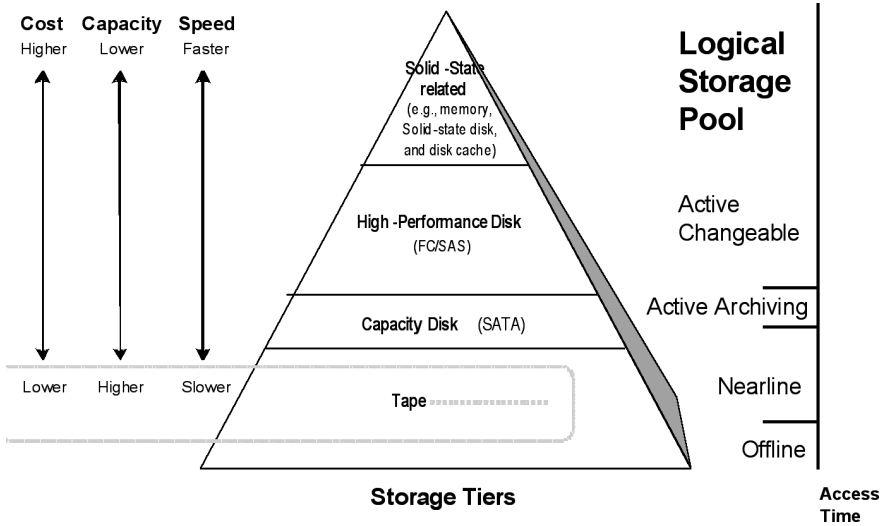 Cost Capacity Speed
Higher Lower Faster
Lower Higher Slower
Solid -State
related
(e.g., memory,
Solid-state disk,
and disk cache)
High -Performance Disk
(FC/SAS)
Capacity Disk (SATA)
Tape
Storage Tiers
Logical
Storage
Pool
Active
Changeable
Active Archiving
Nearline
Offline
Access
Time